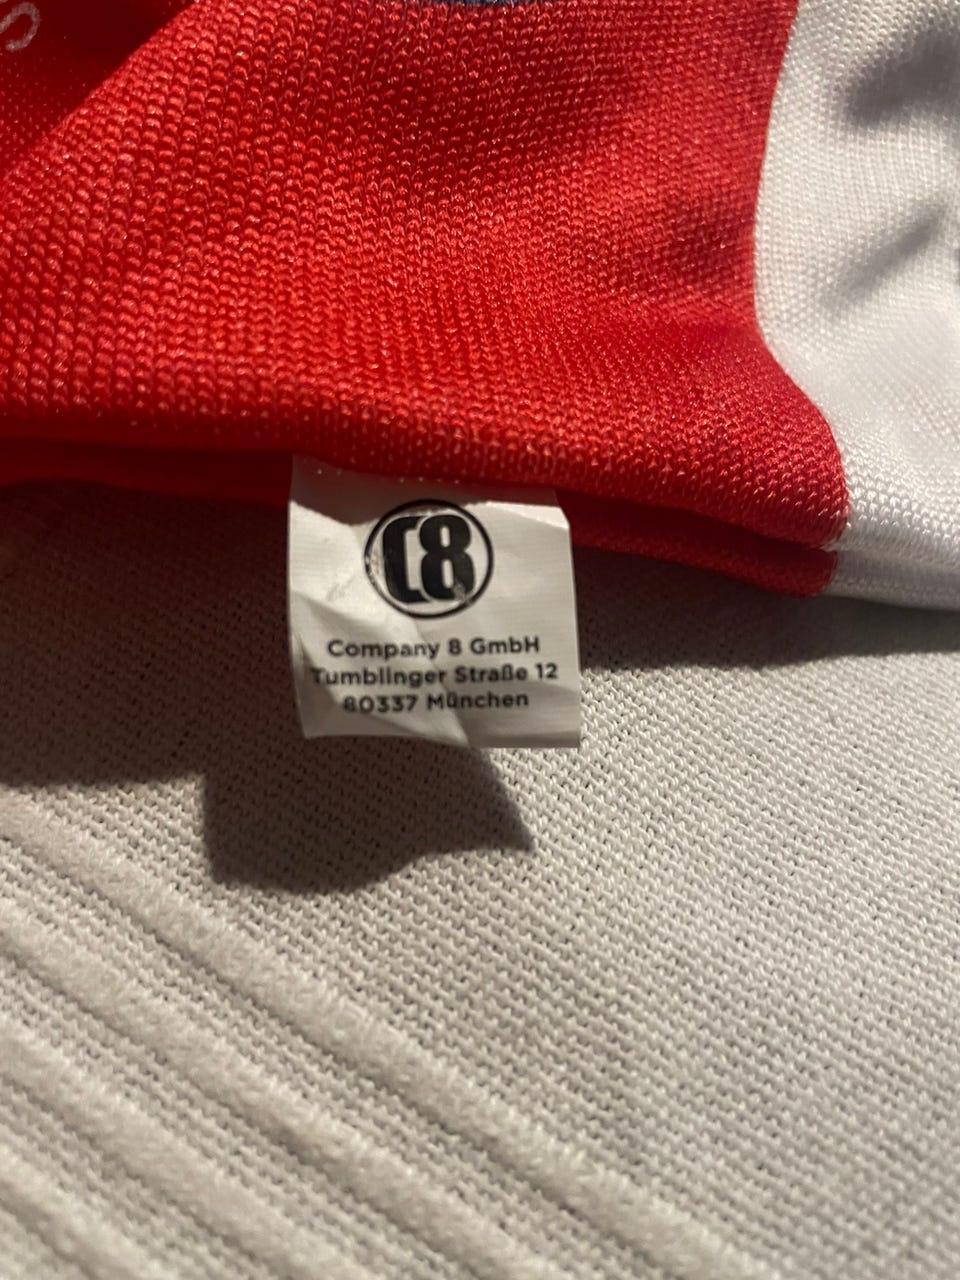 C8
Company 8 GmbH
Tumblinger Straße 12
80337 München